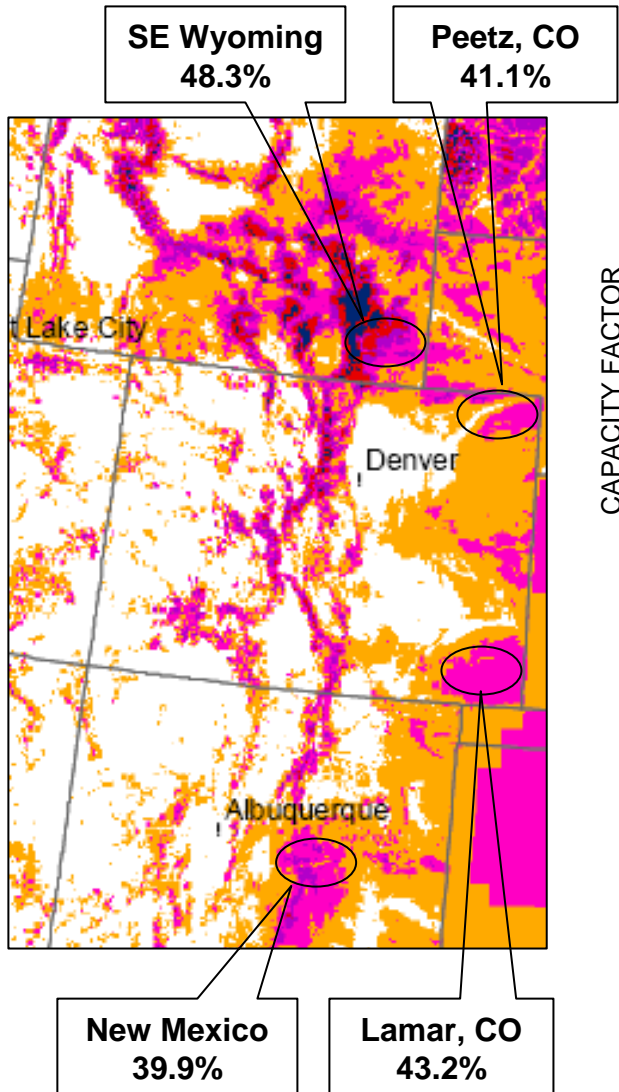 SE Wyoming
48.3%
Peetz, CO
41.1%
t Lake City
Denver
Albuquerque
CAPACITY FACTOR
New Mexico
39.9%
Lamar, CO
43.2%